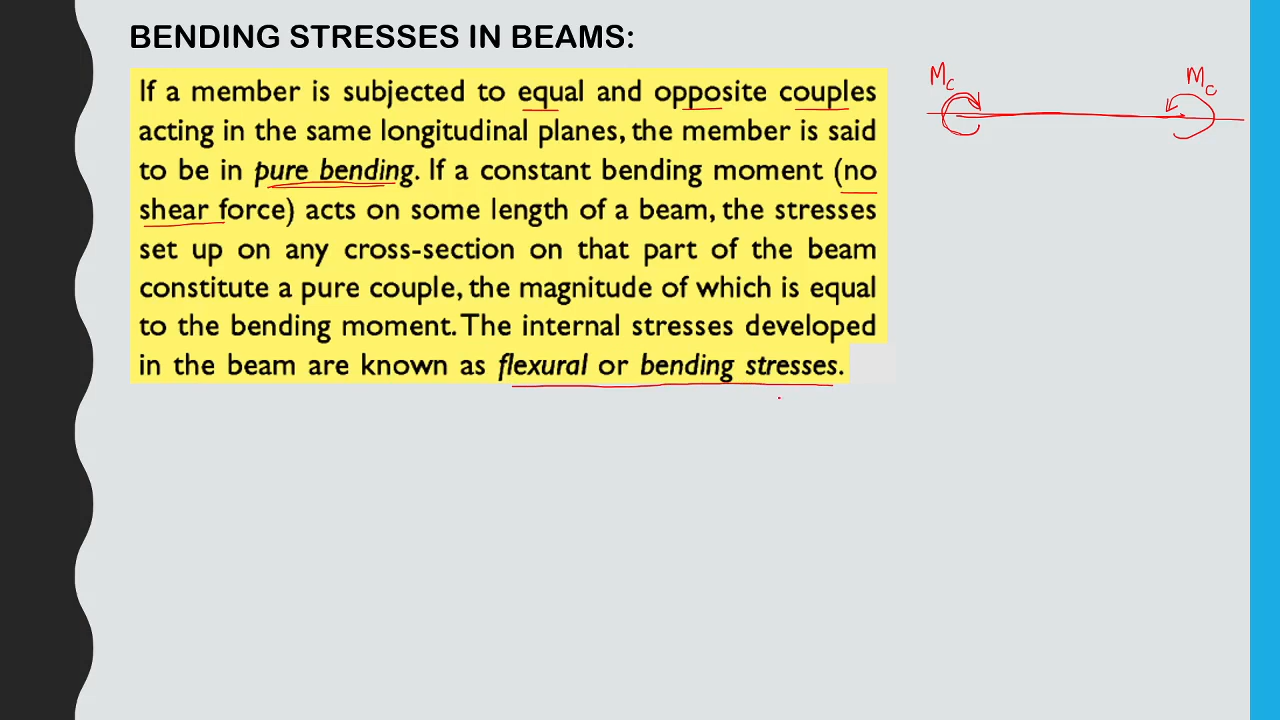 BENDING STRESSES IN BEAMS:
If a member is subjected to equal and opposite couples
acting in the same longitudinal planes, the member is said
to be in pure bending. If a constant bending moment (no
shear force) acts on some length of a beam, the stresses
set up on any cross-section on that part of the beam
constitute a pure couple, the magnitude of which is equal
to the bending moment. The internal stresses developed
in the beam are known as flexural or bending stresses.
Mc Mc